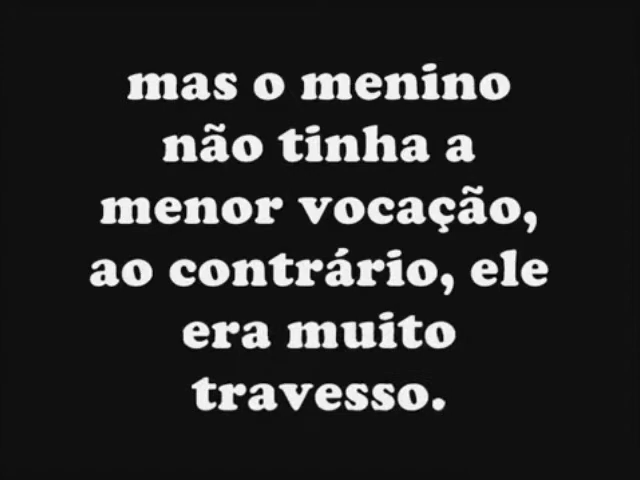 mas o menino
não tinha a
menor vocação,
ao contrário, ele
era muito
travesso.